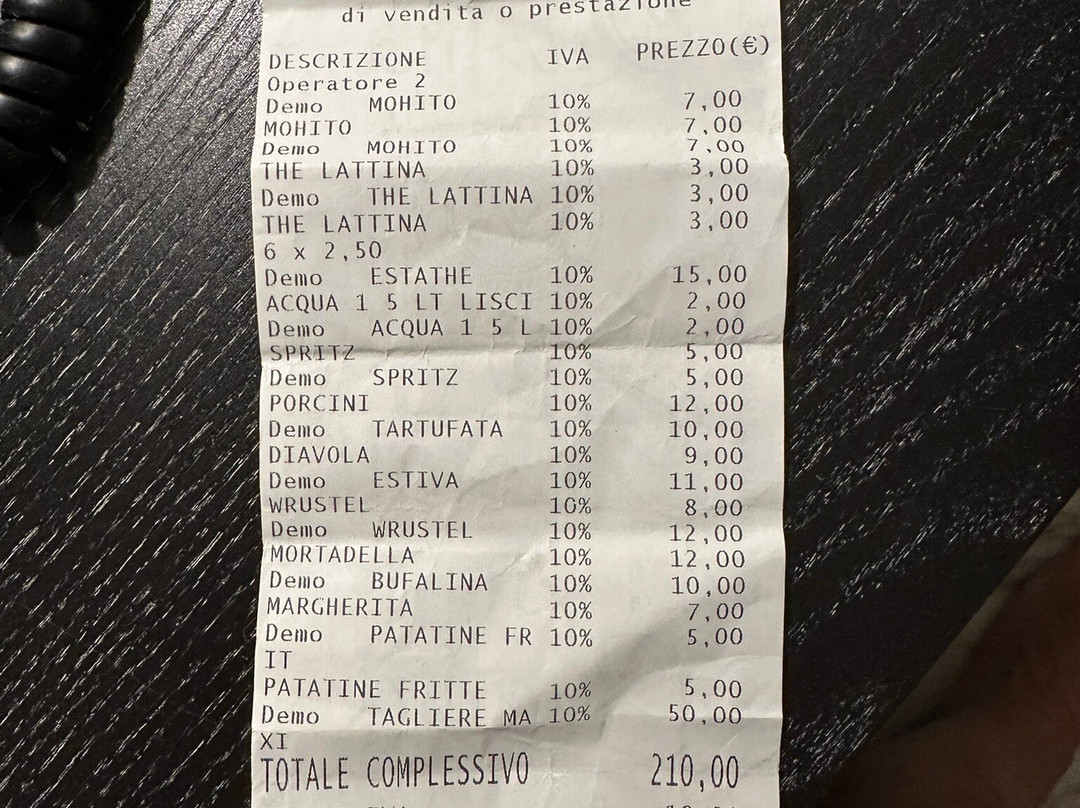 di vendita o prestazione
DESCRIZIONE IVA PREZZO(€)
Operatore 2
Demo MOHITO 10% 7,00
MOHITO 10% 7,00
Demo MOHITO 10% 7,00
THE LATTINA 10% 3,00
Demo THE LATTINA 10% 3,00
THE LATTINA 10% 3,00
6 x 2,50
Demo ESTATHE 10% 15,00
ACQUA 1 5 LT LISCI 10% 2,00
Demo ACQUA 1 5 L 10% 2,00
SPRITZ 10% 5,00
Demo SPRITZ 10% 5,00
PORCINI 10% 12,00
Demo TARTUFATA 10% 10,00
DIAVOLA 10% 9,00
Demo ESTIVA 10% 11,00
WRUSTEL 10% 8,00
Demo WRUSTEL 10% 12,00
MORTADELLA 10% 12,00
Demo BUFALINA 10% 10,00
MARGHERITA 10% 7,00
Demo PATATINE FR 10% 5,00
IT
PATATINE FRITTE 10% 5,00
Demo TAGLIERE MA 10% 50,00
XI
TOTALE COMPLESSIVO 210,00